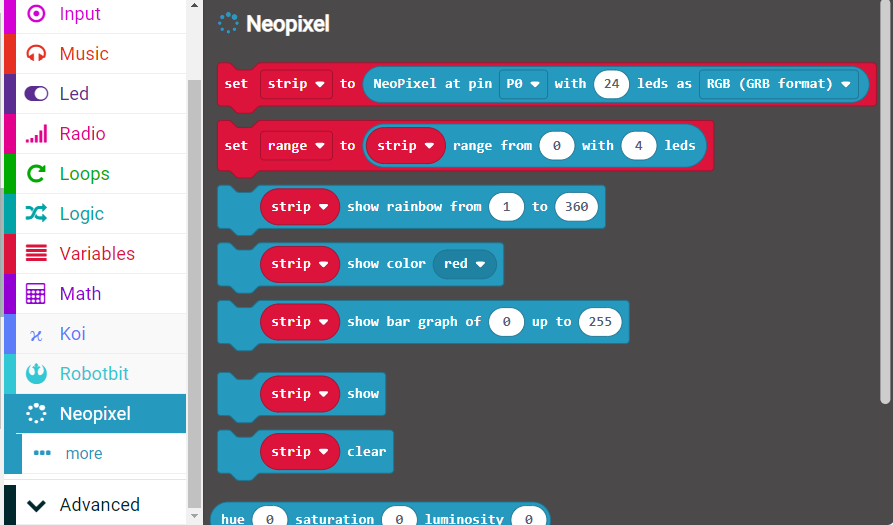 Input
Music
Led
Radio
Loops
Logic
Variables
Math
Koi
Robotbit
Neopixel
more
Advanced
Neopixel
set strip to NeoPixel at pin P0 with 24 leds as RGB (GRB format)
set range to strip range from 0 with 4 leds
strip show rainbow from 1 to 360
strip show color red
strip show bar graph of 0 up to 255
strip show
strip clear
hue 0 saturation 0 luminosity 0